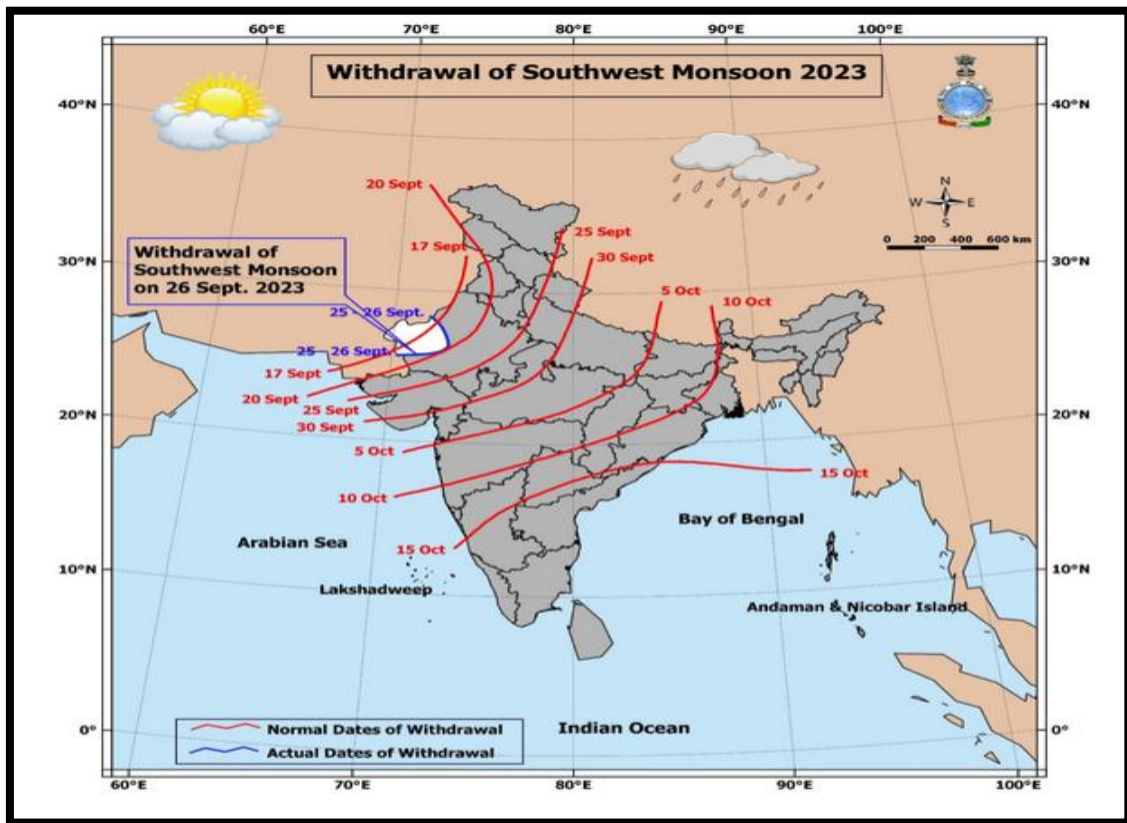 60°E 70°E 80°E 90°E 100°E
Withdrawal of Southwest Monsoon 2023
40°N 40°N
20 Sept
N
W E
S
17 Sept
25 Sept
0 200 400 600 km
Withdrawal of
Southwest Monsoon
on 26 Sept. 2023
30 Sept
30°N 30°N
5 Oct
10 Oct
25 - 26 Sept.
25 - 26 Sept.
17 Sept
20 Sept
25 Sept
20°N 20°N
30 Sept
5 Oct
15 Oct
10 Oct
Bay of Bengal
Arabian Sea
15 Oct
10°N 10°N
Lakshadweep
Andaman & Nicobar Island
Indian Ocean
0° 0°
Normal Dates of Withdrawal
Actual Dates of Withdrawal
60°E 70°E 80°E 90°E 100°E